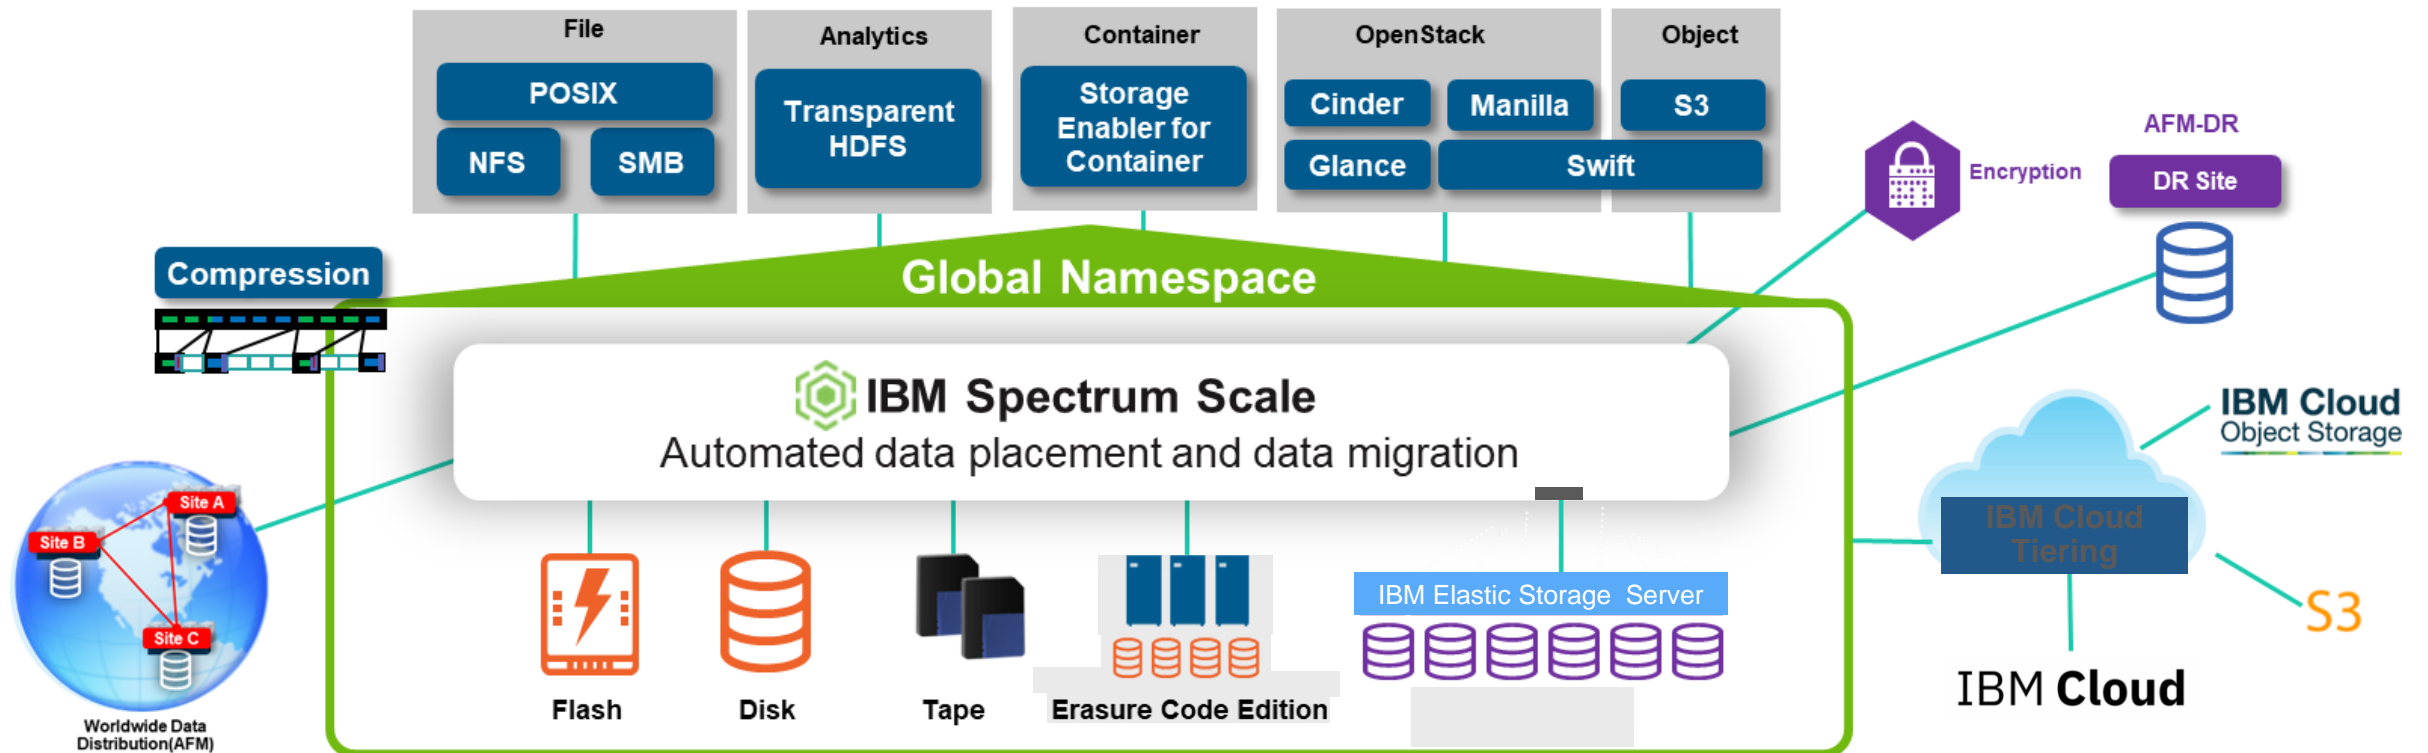 File
Analytics
Container
OpenStack
Object
POSIX
NFS
SMB
Transparent
HDFS
Storage
Enabler for
Container
Cinder
Manilla
Glance
Swift
S3
Encryption
AFM-DR
DR Site
Compression
Global Namespace
IBM Spectrum Scale
Automated data placement and data migration
IBM Cloud
Object Storage
IBM Cloud
Tiering
S3
IBM Cloud
Site A
Site B
Site C
Worldwide Data
Distribution(AFM)
Flash
Disk
Tape
Erasure Code Edition
IBM Elastic Storage Server